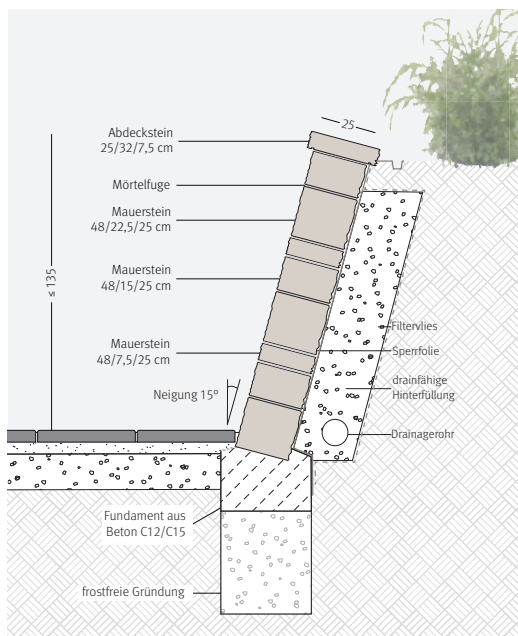 25
Abdeckstein
25/32/7,5 cm
Mörtelfuge
Mauerstein
48/22,5/25 cm
Mauerstein
48/15/25 cm
≤ 135
Filtervlies
Mauerstein
48/7,5/25 cm
Sperrfolie
Neigung 15°
drainfähige
Hinterfüllung
Drainagerohr
Fundament aus
Beton C12/C15
frostfreie Gründung